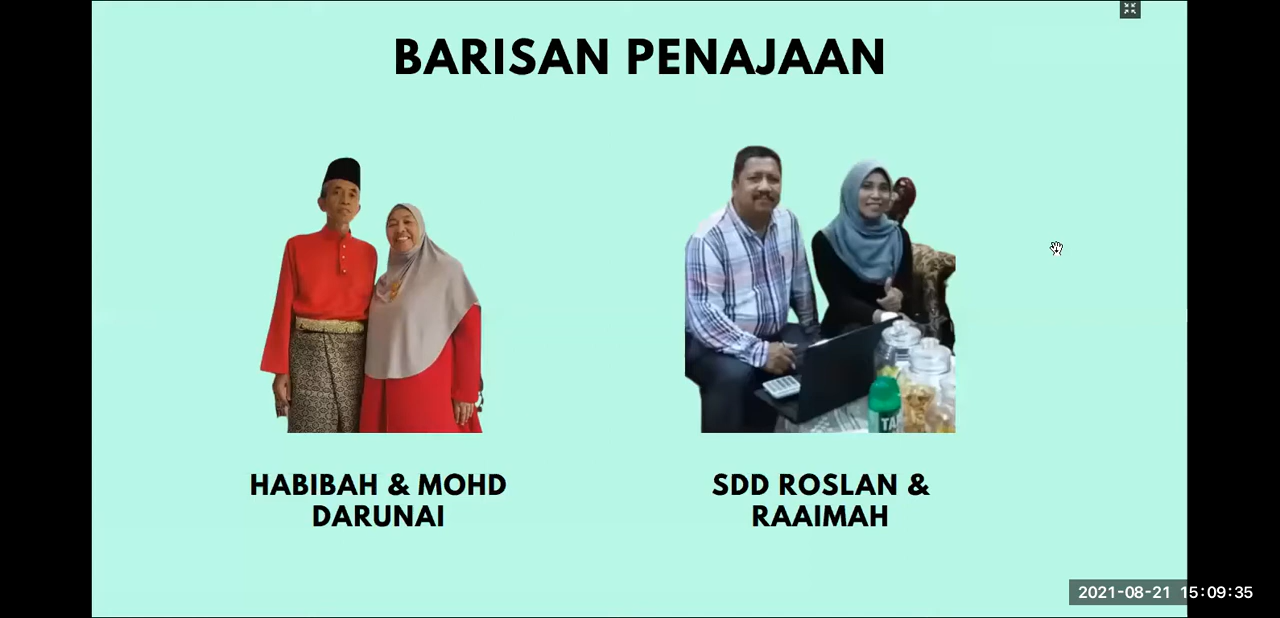 BARISAN PENAJAAN
HABIBAH & MOHD
DARUNAI
SDD ROSLAN &
RAAIMAH
2021-08-21 15:09:35